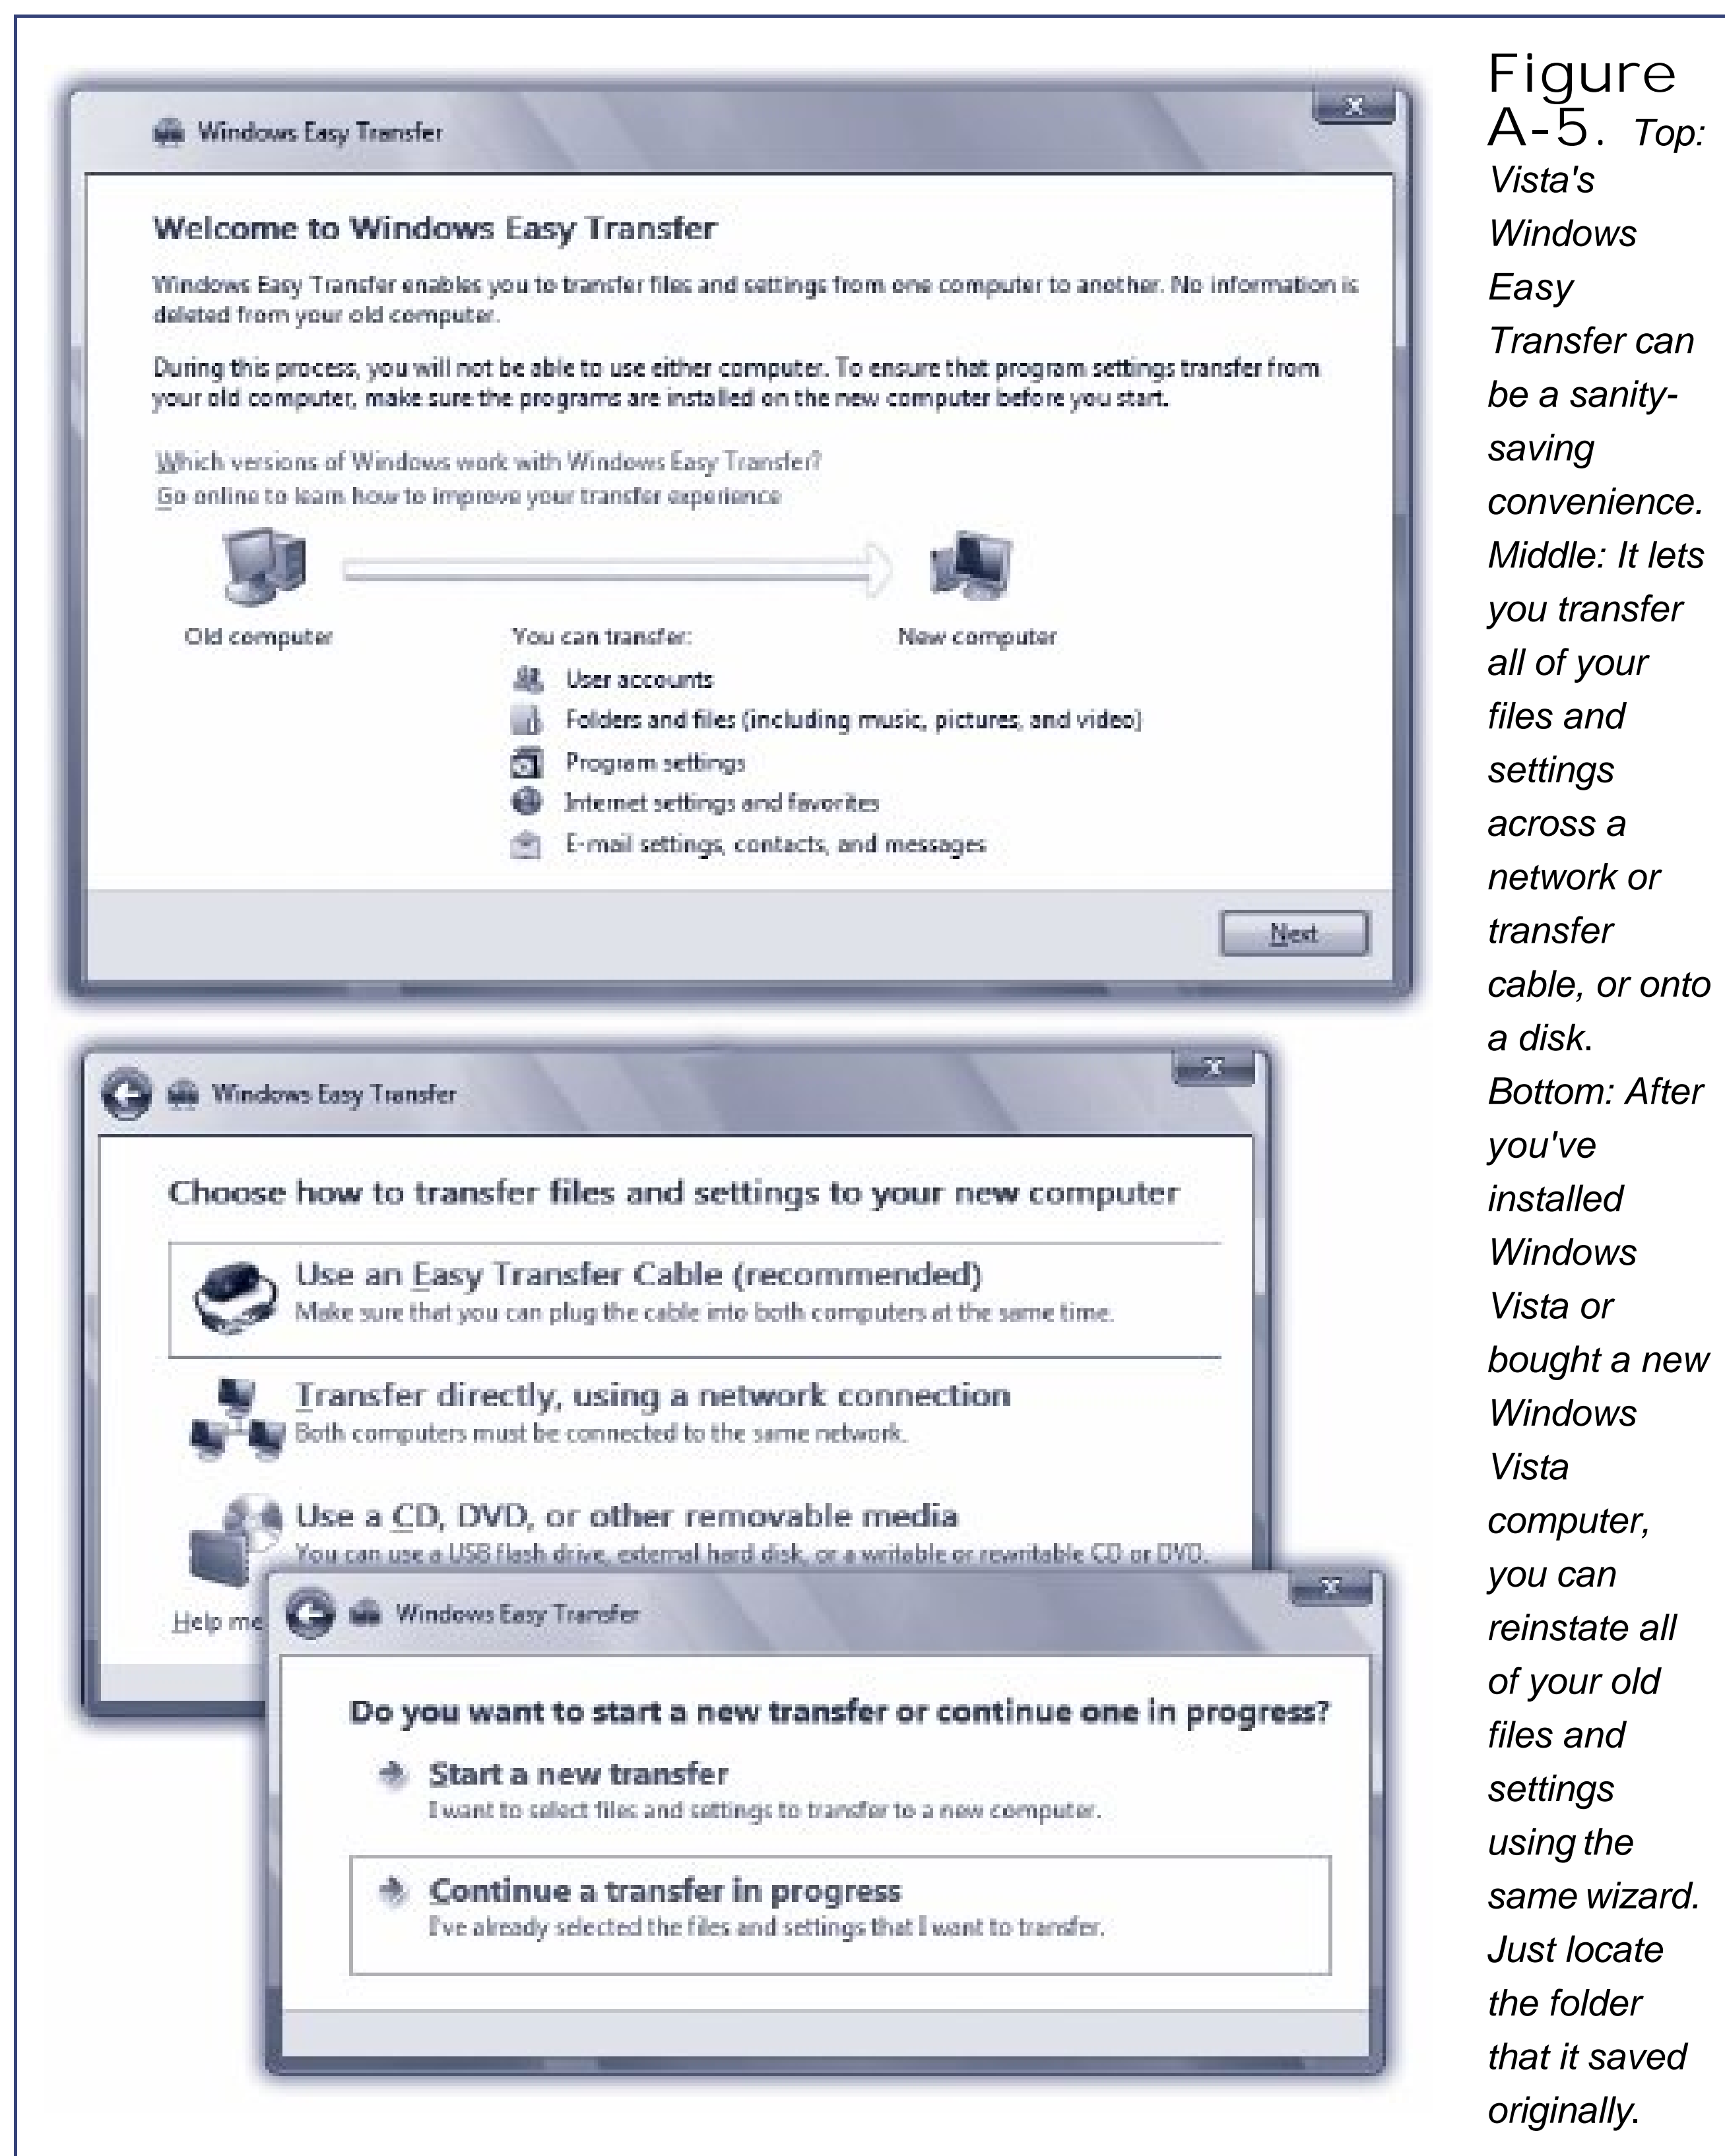 Windows Easy Transfer
X
Welcome to Windows Easy Transfer
Windows Easy Transfer enables you to transfer files and settings from one computer to another. No information is
deleted from your old computer.
During this process, you will not be able to use either computer. To ensure that program settings transfer from
your old computer, make sure the programs are installed on the new computer before you start.
Which versions of Windows work with Windows Easy Transfer?
Go online to learn how to improve your transfer experience
Old computer
You can transfer:
New computer
User accounts
Folders and files (including music, pictures, and video)
Program settings
Internet settings and favorites
E-mail settings, contacts, and messages
Next
Windows Easy Transfer
X
Choose how to transfer files and settings to your new computer
Use an Easy Transfer Cable (recommended)
Make sure that you can plug the cable into both computers at the same time.
Transfer directly, using a network connection
Both computers must be connected to the same network.
Use a CD, DVD, or other removable media
You can use a USB flash drive, external hard disk, or a writable or rewritable CD or DVD.
Help me
Windows Easy Transfer
X
Do you want to start a new transfer or continue one in progress?
Start a new transfer
I want to select files and settings to transfer to a new computer.
Continue a transfer in progress
I've already selected the files and settings that I want to transfer.
Figure
A-5. Top:
Vista's
Windows
Easy
Transfer can
be a sanity-
saving
convenience.
Middle: It lets
you transfer
all of your
files and
settings
across a
network or
transfer
cable, or onto
a disk.
Bottom: After
you've
installed
Windows
Vista or
bought a new
Windows
Vista
computer,
you can
reinstate all
of your old
files and
settings
using the
same wizard.
Just locate
the folder
that it saved
originally.